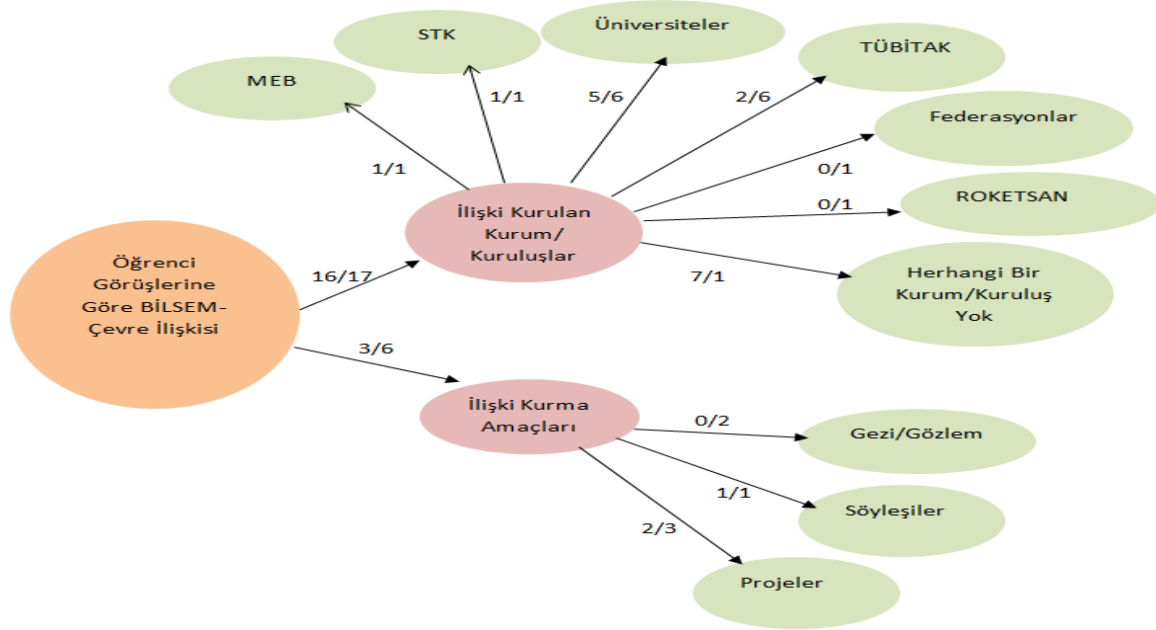 STK
Üniversiteler
TÜBİTAK
MEB
1/1
5/6
2/6
Federasyonlar
1/1
0/1
ROKETSAN
0/1
İlişki Kurulan
Kurum/
Kuruluşlar
7/1
Herhangi Bir
Kurum/Kuruluş
Yok
Öğrenci
Görüşlerine
Göre BİLSEM-
Çevre İlişkisi
16/17
3/6
İlişki Kurma
Amaçları
0/2
Gezi/Gözlem
1/1
Söyleşiler
2/3
Projeler